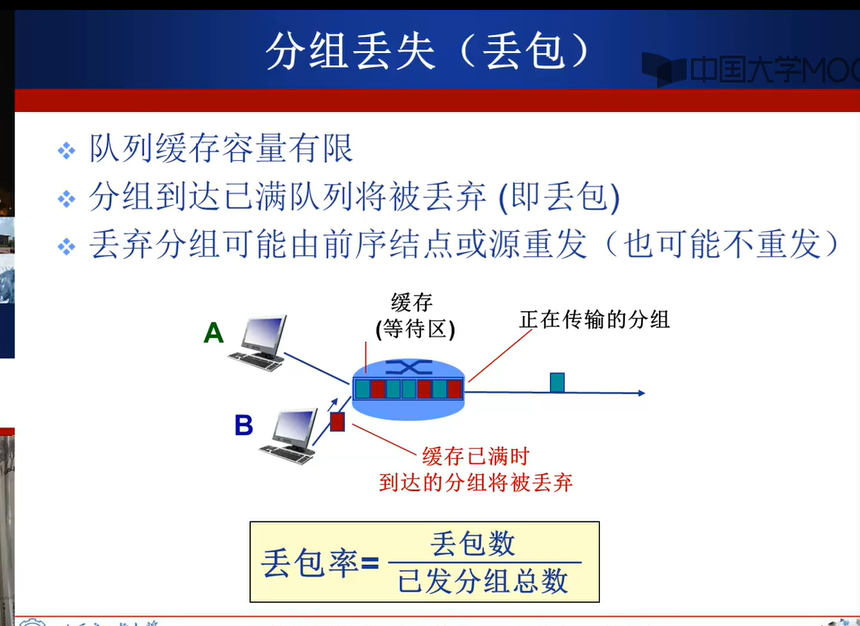 分组丢失（丢包）
中国大学MOO
队列缓存容量有限
分组到达已满队列将被丢弃 (即丢包)
丢弃分组可能由前序结点或源重发（也可能不重发）
缓存
(等待区)
正在传输的分组
A
B
缓存已满时
到达的分组将被丢弃
丢包率=
丢包数
已发分组总数